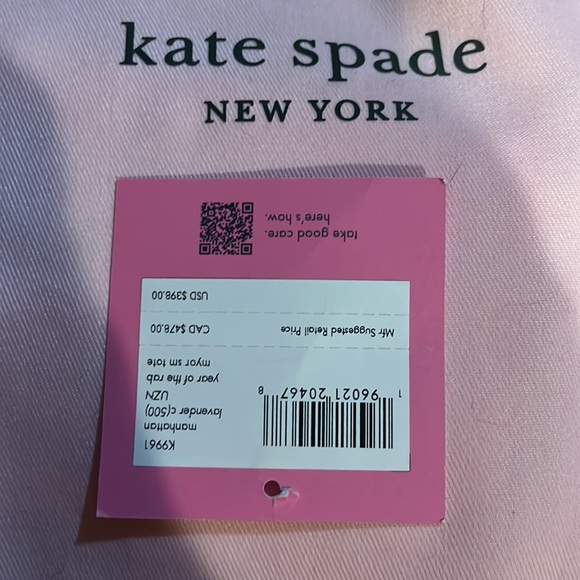 kate spade
NEW YORK
K9961
manhattan
lavender c(500)
UZN
year of the rab
myor sm tote
1 96021 20467 8
Mfr Suggested Retail Price CAD $478.00
USD $398.00
take good care.
here's how.